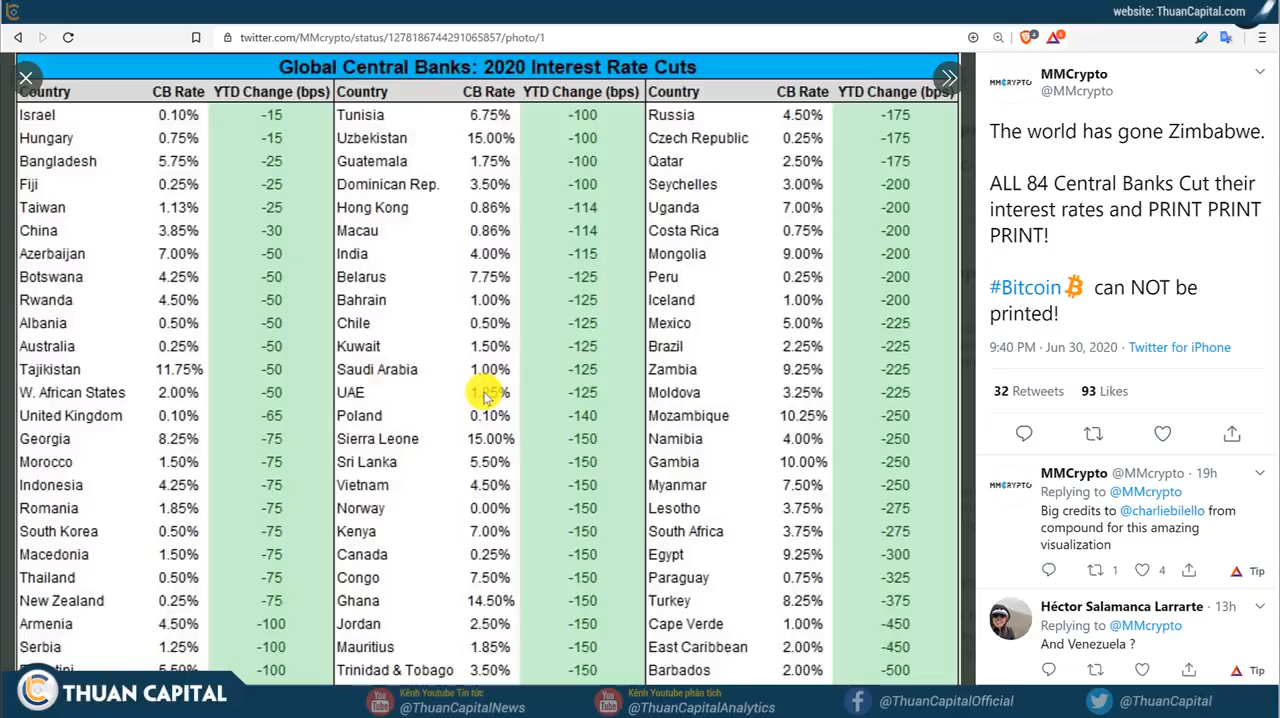 website: ThuanCapital.com
twitter.com/MMcrypto/status/1278186744291065857/photo/1
Global Central Banks: 2020 Interest Rate Cuts
Country CB Rate YTD Change (bps) Country CB Rate YTD Change (bps) Country CB Rate YTD Change (bps)
Israel 0.10% -15 Tunisia 6.75% -100 Russia 4.50% -175
Hungary 0.75% -15 Uzbekistan 15.00% -100 Czech Republic 0.25% -175
Bangladesh 5.75% -25 Guatemala 1.75% -100 Qatar 2.50% -175
Fiji 0.25% -25 Dominican Rep. 3.50% -100 Seychelles 3.00% -200
Taiwan 1.13% -25 Hong Kong 0.86% -114 Uganda 7.00% -200
China 3.85% -30 Macau 0.86% -114 Costa Rica 0.75% -200
Azerbaijan 7.00% -50 India 4.00% -115 Mongolia 9.00% -200
Botswana 4.25% -50 Belarus 7.75% -125 Peru 0.25% -200
Rwanda 4.50% -50 Bahrain 1.00% -125 Iceland 1.00% -200
Albania 0.50% -50 Chile 0.50% -125 Mexico 5.00% -225
Australia 0.25% -50 Kuwait 1.50% -125 Brazil 2.25% -225
Tajikistan 11.75% -50 Saudi Arabia 1.00% -125 Zambia 9.25% -225
W. African States 2.00% -50 UAE -125 Moldova 3.25% -225
United Kingdom 0.10% -65 Poland 0.10% -140 Mozambique 10.25% -250
Georgia 8.25% -75 Sierra Leone 15.00% -150 Namibia 4.00% -250
Morocco 1.50% -75 Sri Lanka 5.50% -150 Gambia 10.00% -250
Indonesia 4.25% -75 Vietnam 4.50% -150 Myanmar 7.50% -250
Romania 1.85% -75 Norway 0.00% -150 Lesotho 3.75% -275
South Korea 0.50% -75 Kenya 7.00% -150 South Africa 3.75% -275
Macedonia 1.50% -75 Canada 0.25% -150 Egypt 9.25% -300
Thailand 0.50% -75 Congo 7.50% -150 Paraguay 0.75% -325
New Zealand 0.25% -75 Ghana 14.50% -150 Turkey 8.25% -375
Armenia 4.50% -100 Jordan 2.50% -150 Cape Verde 1.00% -450
Serbia 1.25% -100 Mauritius 1.85% -150 East Caribbean 2.00% -450
5.50% -100 Trinidad & Tobago 3.50% -150 Barbados 2.00% -500
MMCrypto
@MMcrypto
The world has gone Zimbabwe.
ALL 84 Central Banks Cut their
interest rates and PRINT PRINT
PRINT!
#Bitcoin can NOT be
printed!
9:40 PM · Jun 30, 2020 · Twitter for iPhone
32 Retweets 93 Likes
MMCrypto @MMcrypto · 19h
Replying to @MMcrypto
Big credits to @charliebilello from
compound for this amazing
visualization
1 4 Tip
Héctor Salamanca Larrarte · 13h
Replying to @MMcrypto
And Venezuela ?
Tip
THUAN CAPITAL
Kênh Youtube Tin tức
@ThuanCapitalNews
Kênh Youtube phân tích
@ThuanCapitalAnalytics
@ThuanCapitalOfficial
@ThuanCapital